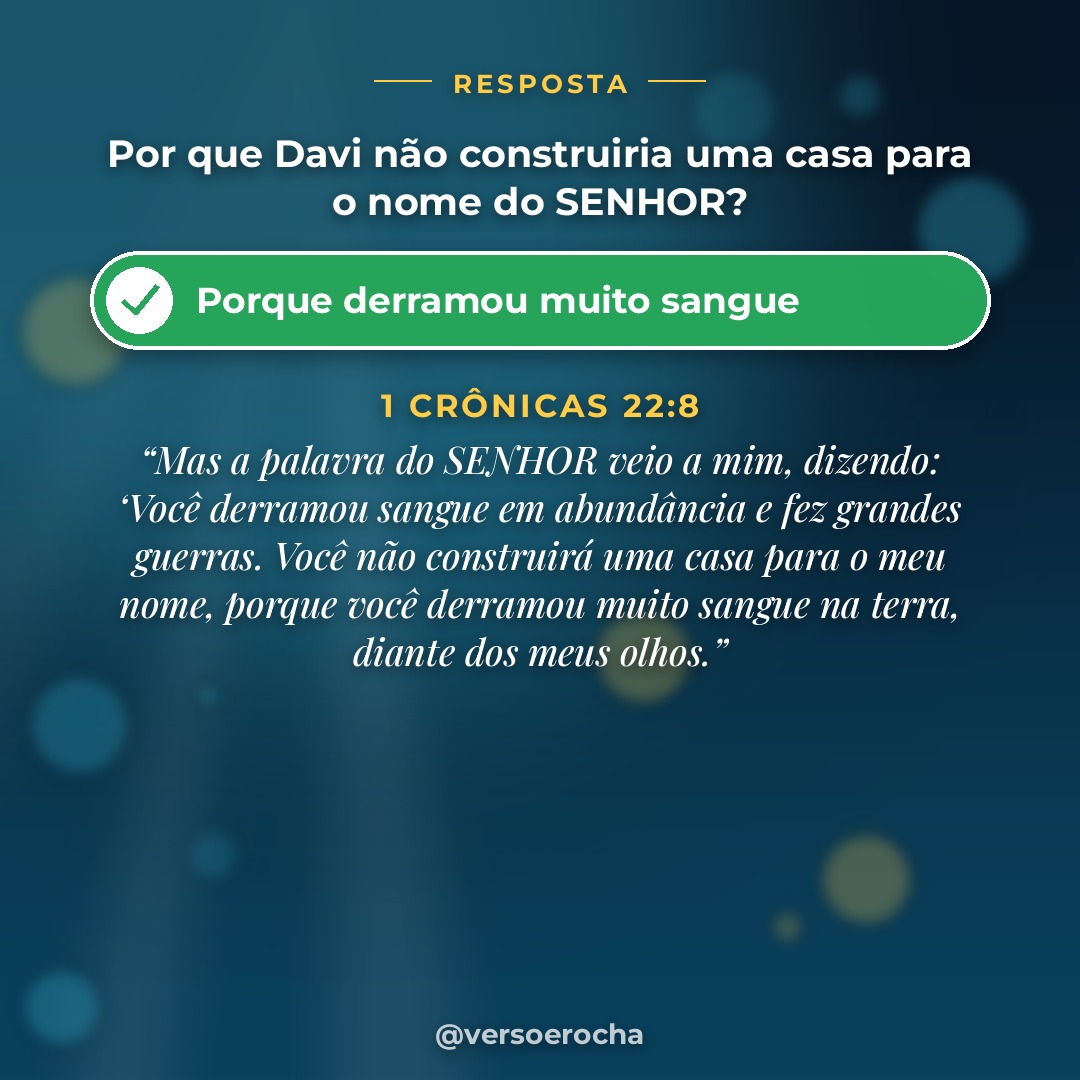 RESPOSTA
Por que Davi não construiria uma casa para
o nome do SENHOR?
Porque derramou muito sangue
1 CRÔNICAS 22:8
“Mas a palavra do SENHOR veio a mim, dizendo:
‘Você derramou sangue em abundância e fez grandes
guerras. Você não construirá uma casa para o meu
nome, porque você derramou muito sangue na terra,
diante dos meus olhos.”
@versoerocha